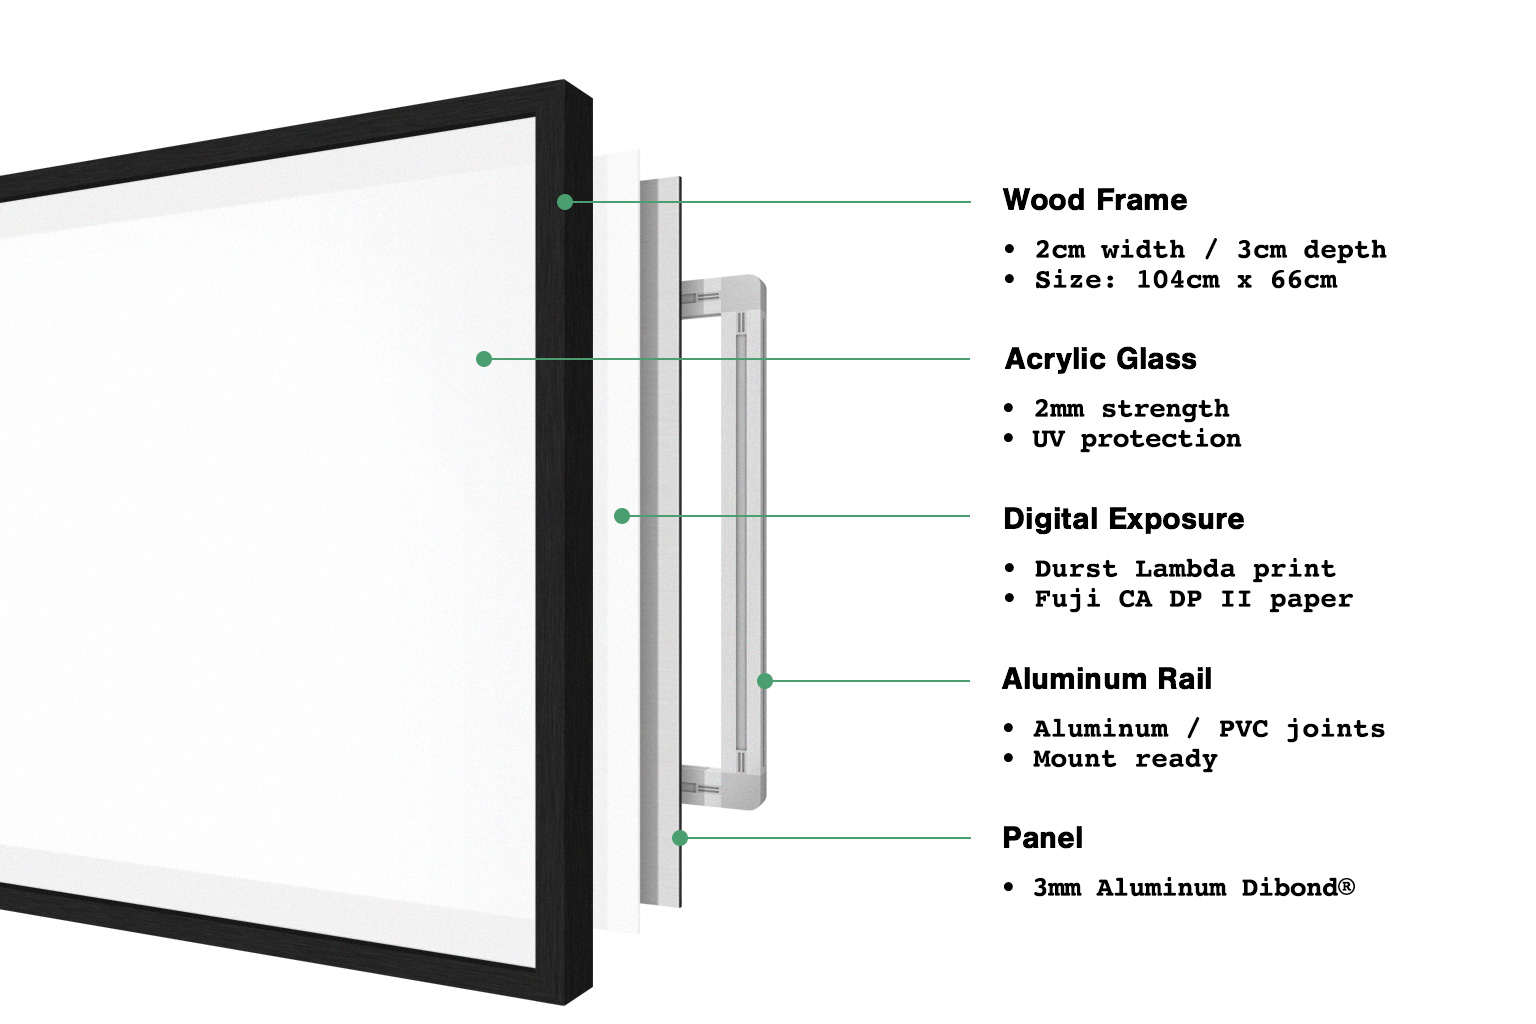 Wood Frame
• 2cm width / 3cm depth
• Size: 104cm x 66cm
Acrylic Glass
• 2mm strength
• UV protection
Digital Exposure
• Durst Lambda print
• Fuji CA DP II paper
Aluminum Rail
• Aluminum / PVC joints
• Mount ready
Panel
• 3mm Aluminum Dibond®